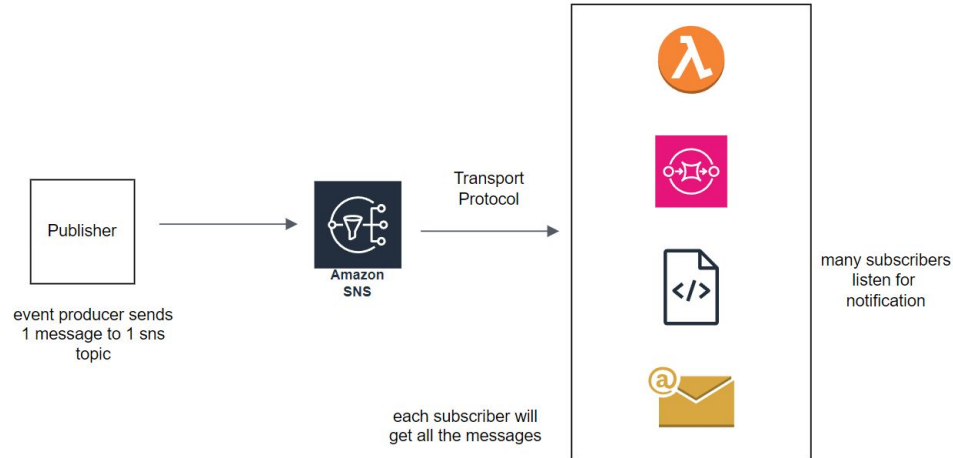 Publisher
event producer sends
1 message to 1 sns
topic
Amazon
SNS
Transport
Protocol
each subscriber will
get all the messages
λ
</>
@
many subscribers
listen for
notification